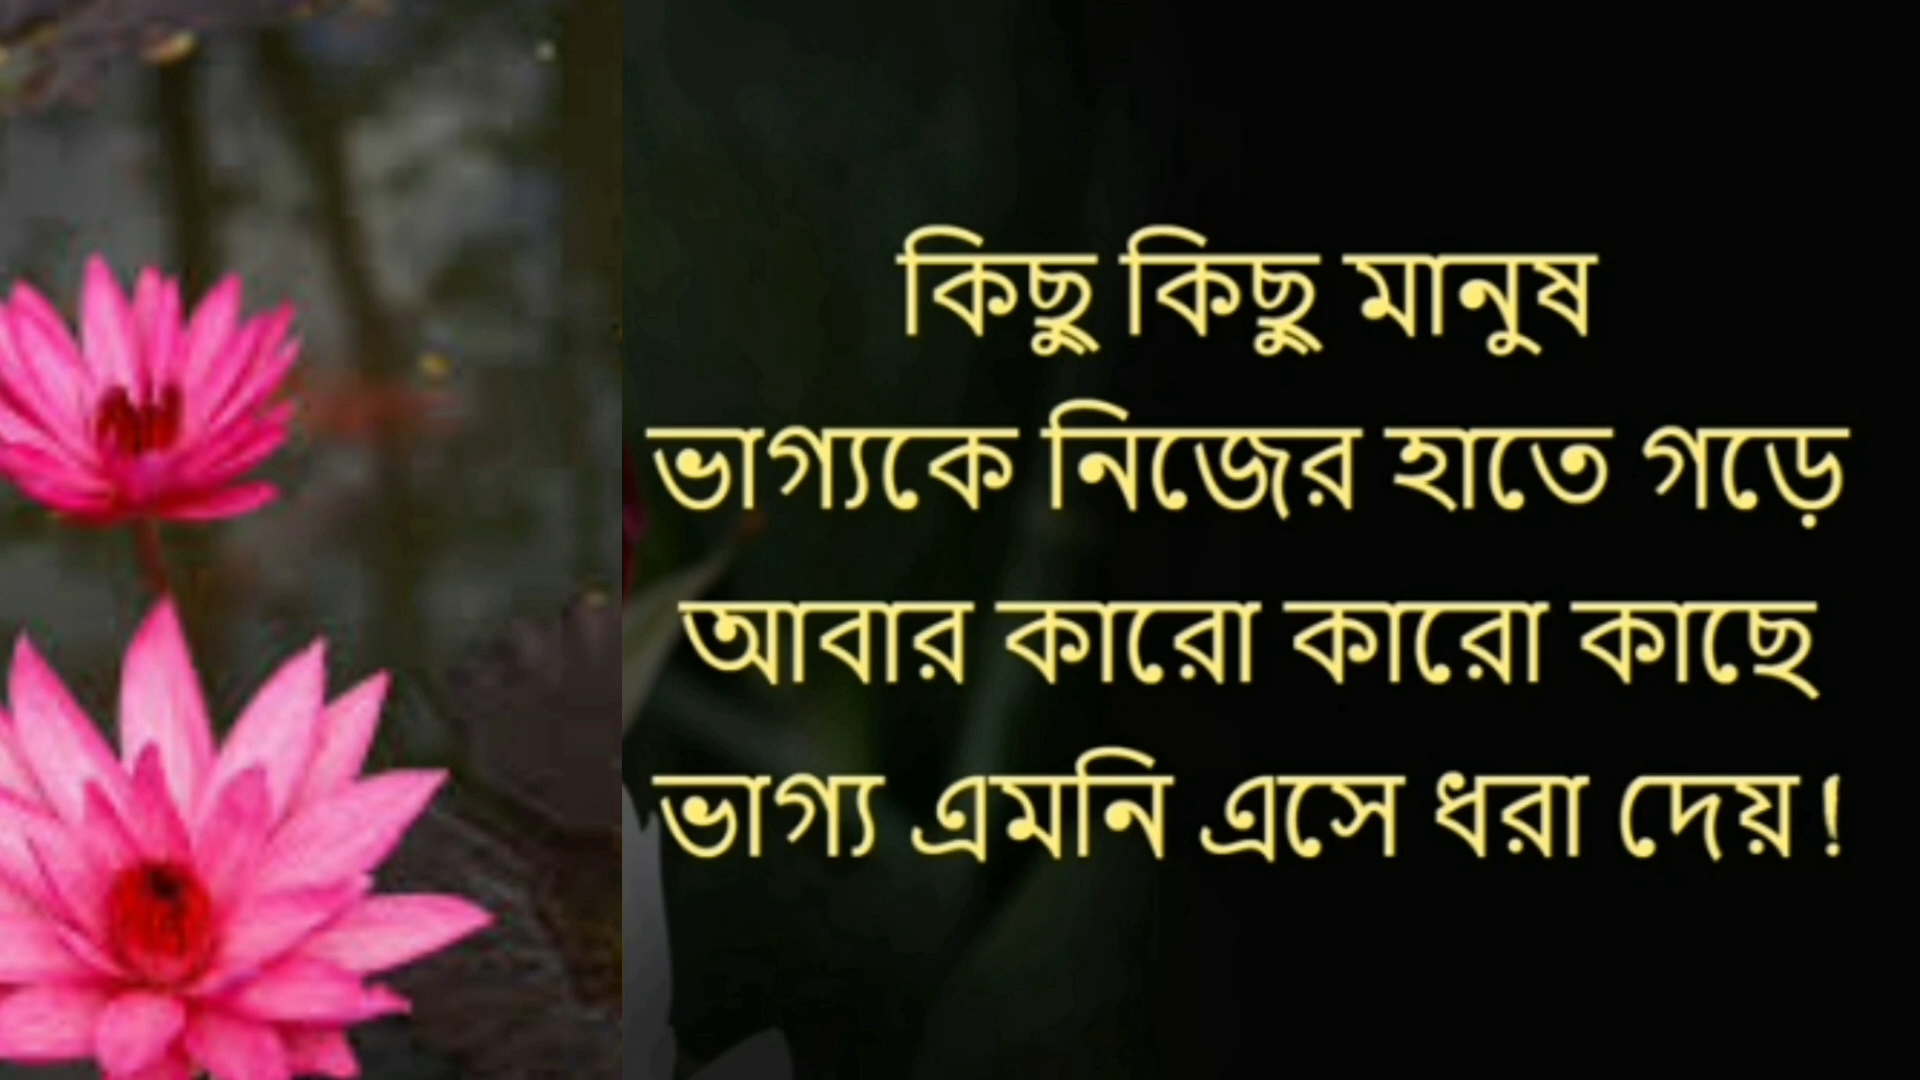 কিছু কিছু মানুষ
ভাগ্যকে নিজের হাতে গড়ে
আবার কারো কারো কাছে
ভাগ্য এমনি এসে ধরা দেয়!